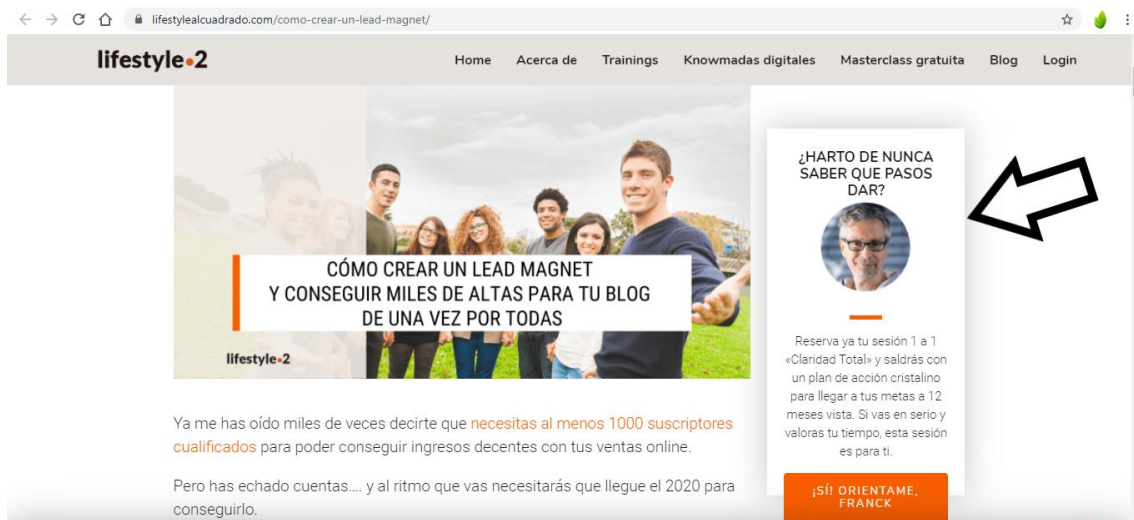 lifestylealcuadrado.com/como-crear-un-lead-magnet/
lifestyle•2
Home Acerca de Trainings Knowmadas digitales Masterclass gratuita Blog Login
CÓMO CREAR UN LEAD MAGNET
Y CONSEGUIR MILES DE ALTAS PARA TU BLOG
DE UNA VEZ POR TODAS
lifestyle•2
Ya me has oído miles de veces decirte que necesitas al menos 1000 suscriptores
cualificados para poder conseguir ingresos decentes con tus ventas online.
Pero has echado cuentas.... y al ritmo que vas necesitarás que llegue el 2020 para
conseguirlo.
¿HARTO DE NUNCA
SABER QUE PASOS
DAR?
Reserva ya tu sesión 1 a 1
«Claridad Total» y saldrás con
un plan de acción cristalino
para llegar a tus metas a 12
meses vista. Si vas en serio y
valoras tu tiempo, esta sesión
es para ti.
¡SÍ! ORIENTAME,
FRANCK